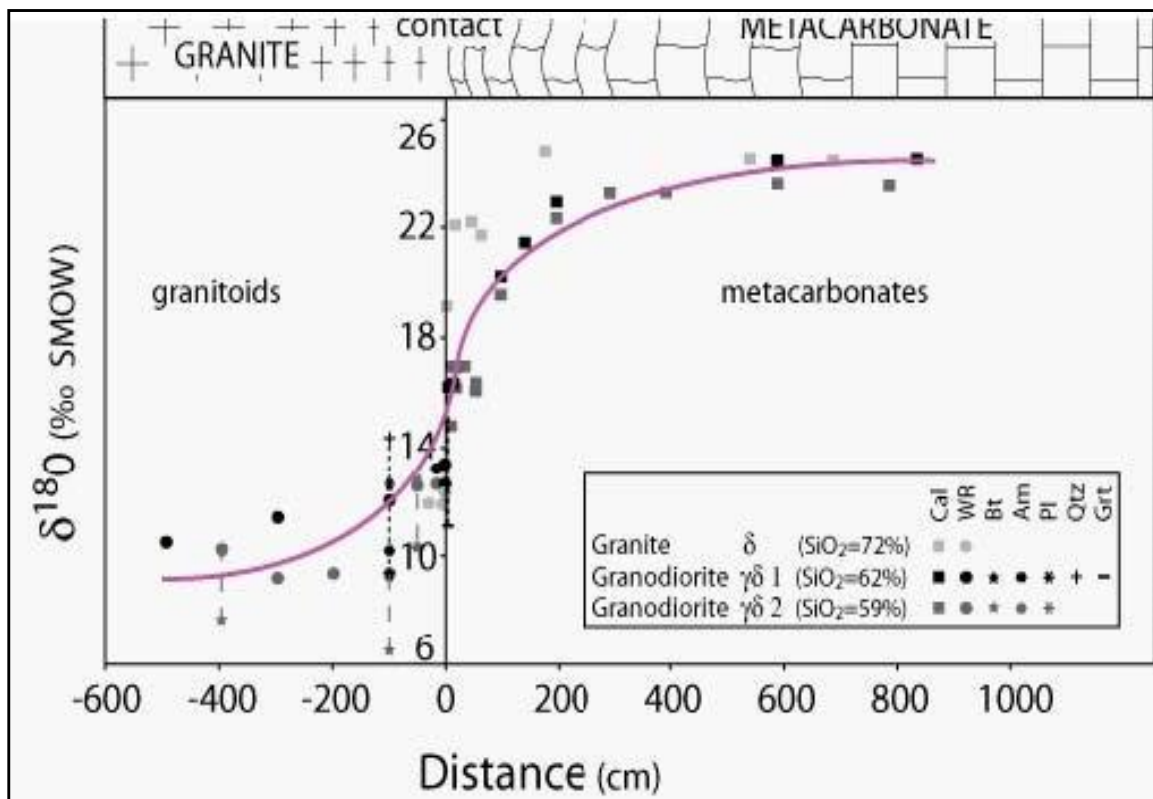 contact METACARBONATE
GRANITE
26
22
18
14
10
6
granitoids metacarbonates
δ¹⁸0 (‰ SMOW)
Cal WR Bt Am Pl Qtz Grt
Granite δ (SiO₂=72%)
Granodiorite γδ 1 (SiO₂=62%)
Granodiorite γδ 2 (SiO₂=59%)
-600 -400 -200 0 200 400 600 800 1000
Distance (cm)